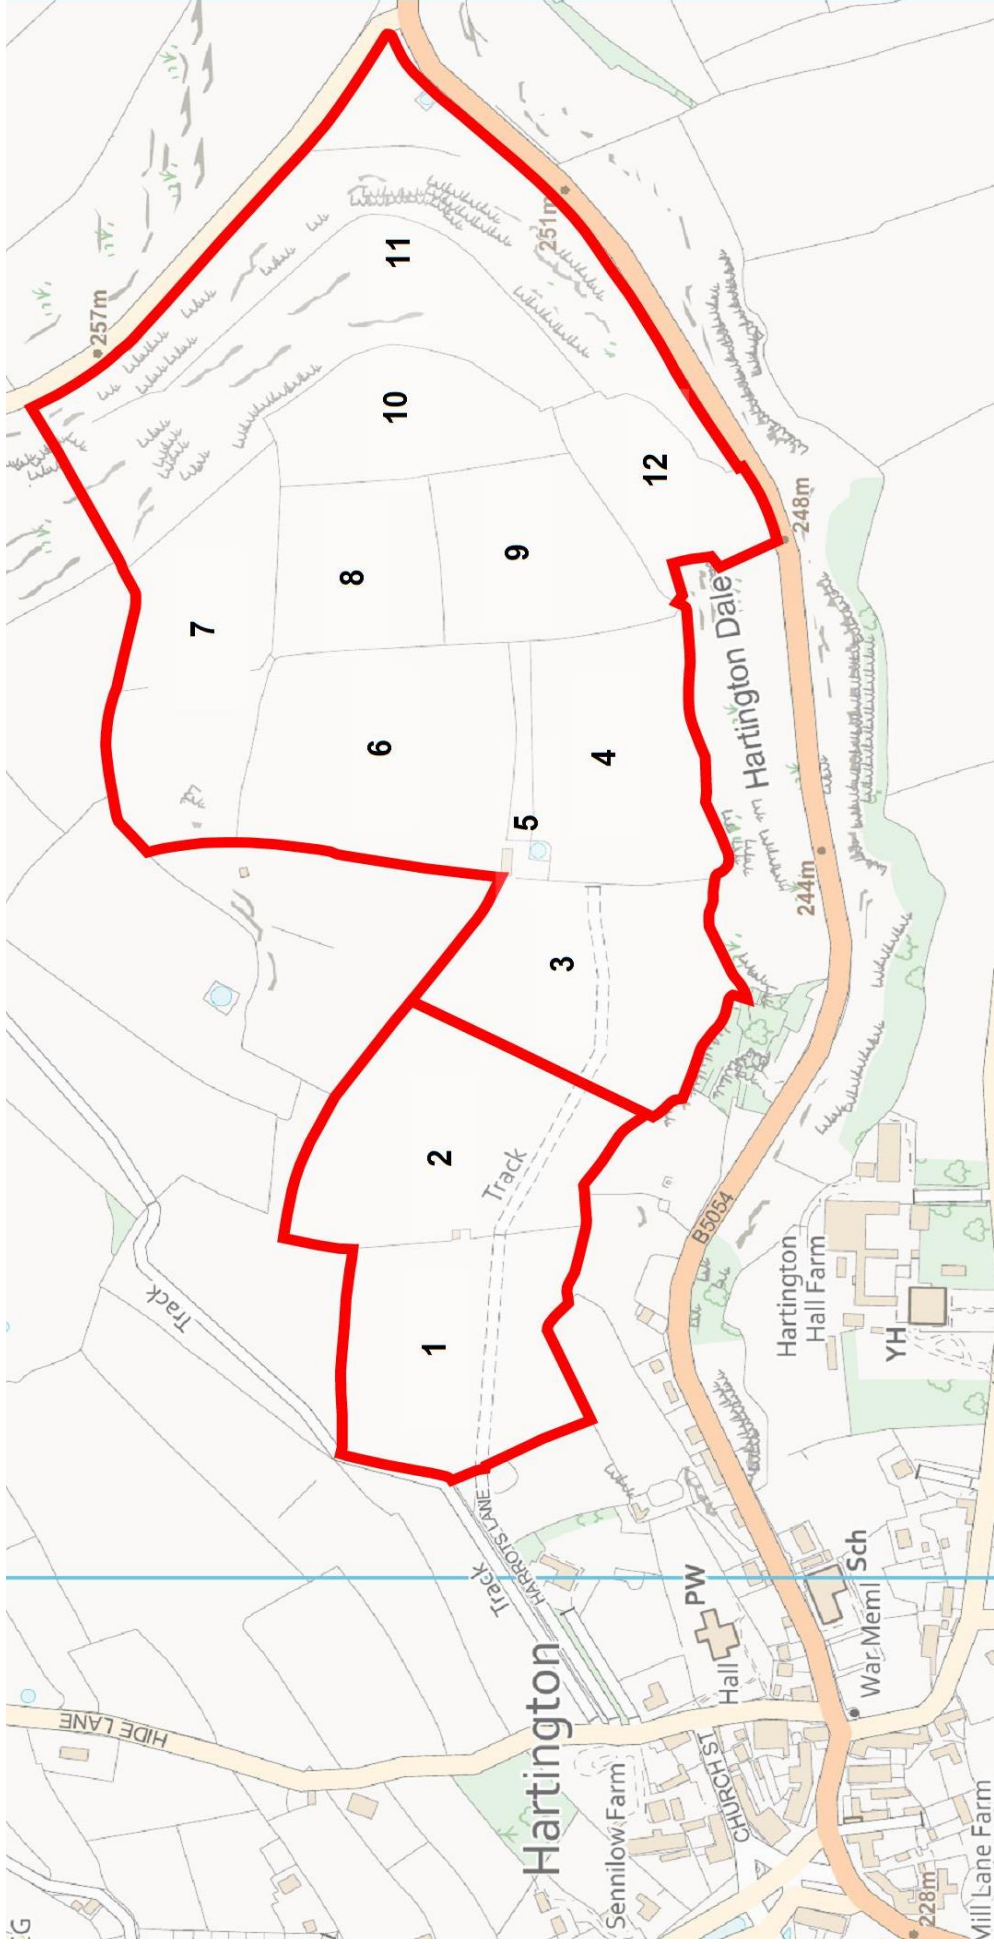 257m
251m
11
10
12
248m
9
8
7
6
4
5
Hartington Dale
3
244m
2
Track
B5054
Hartington
Hall Farm
YH
1
Track
HARROTS LANE
Track
PW
Hall
Sch
War Meml
Hartington
HIDE LANE
CHURCH ST
Sennilow Farm
228m
Mill Lane Farm
G